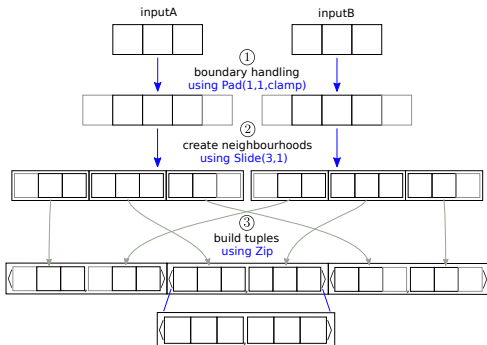 inputA
inputB
1
boundary handling
using Pad(1,1,clamp)
2
create neighbourhoods
using Slide(3,1)
3
build tuples
using Zip